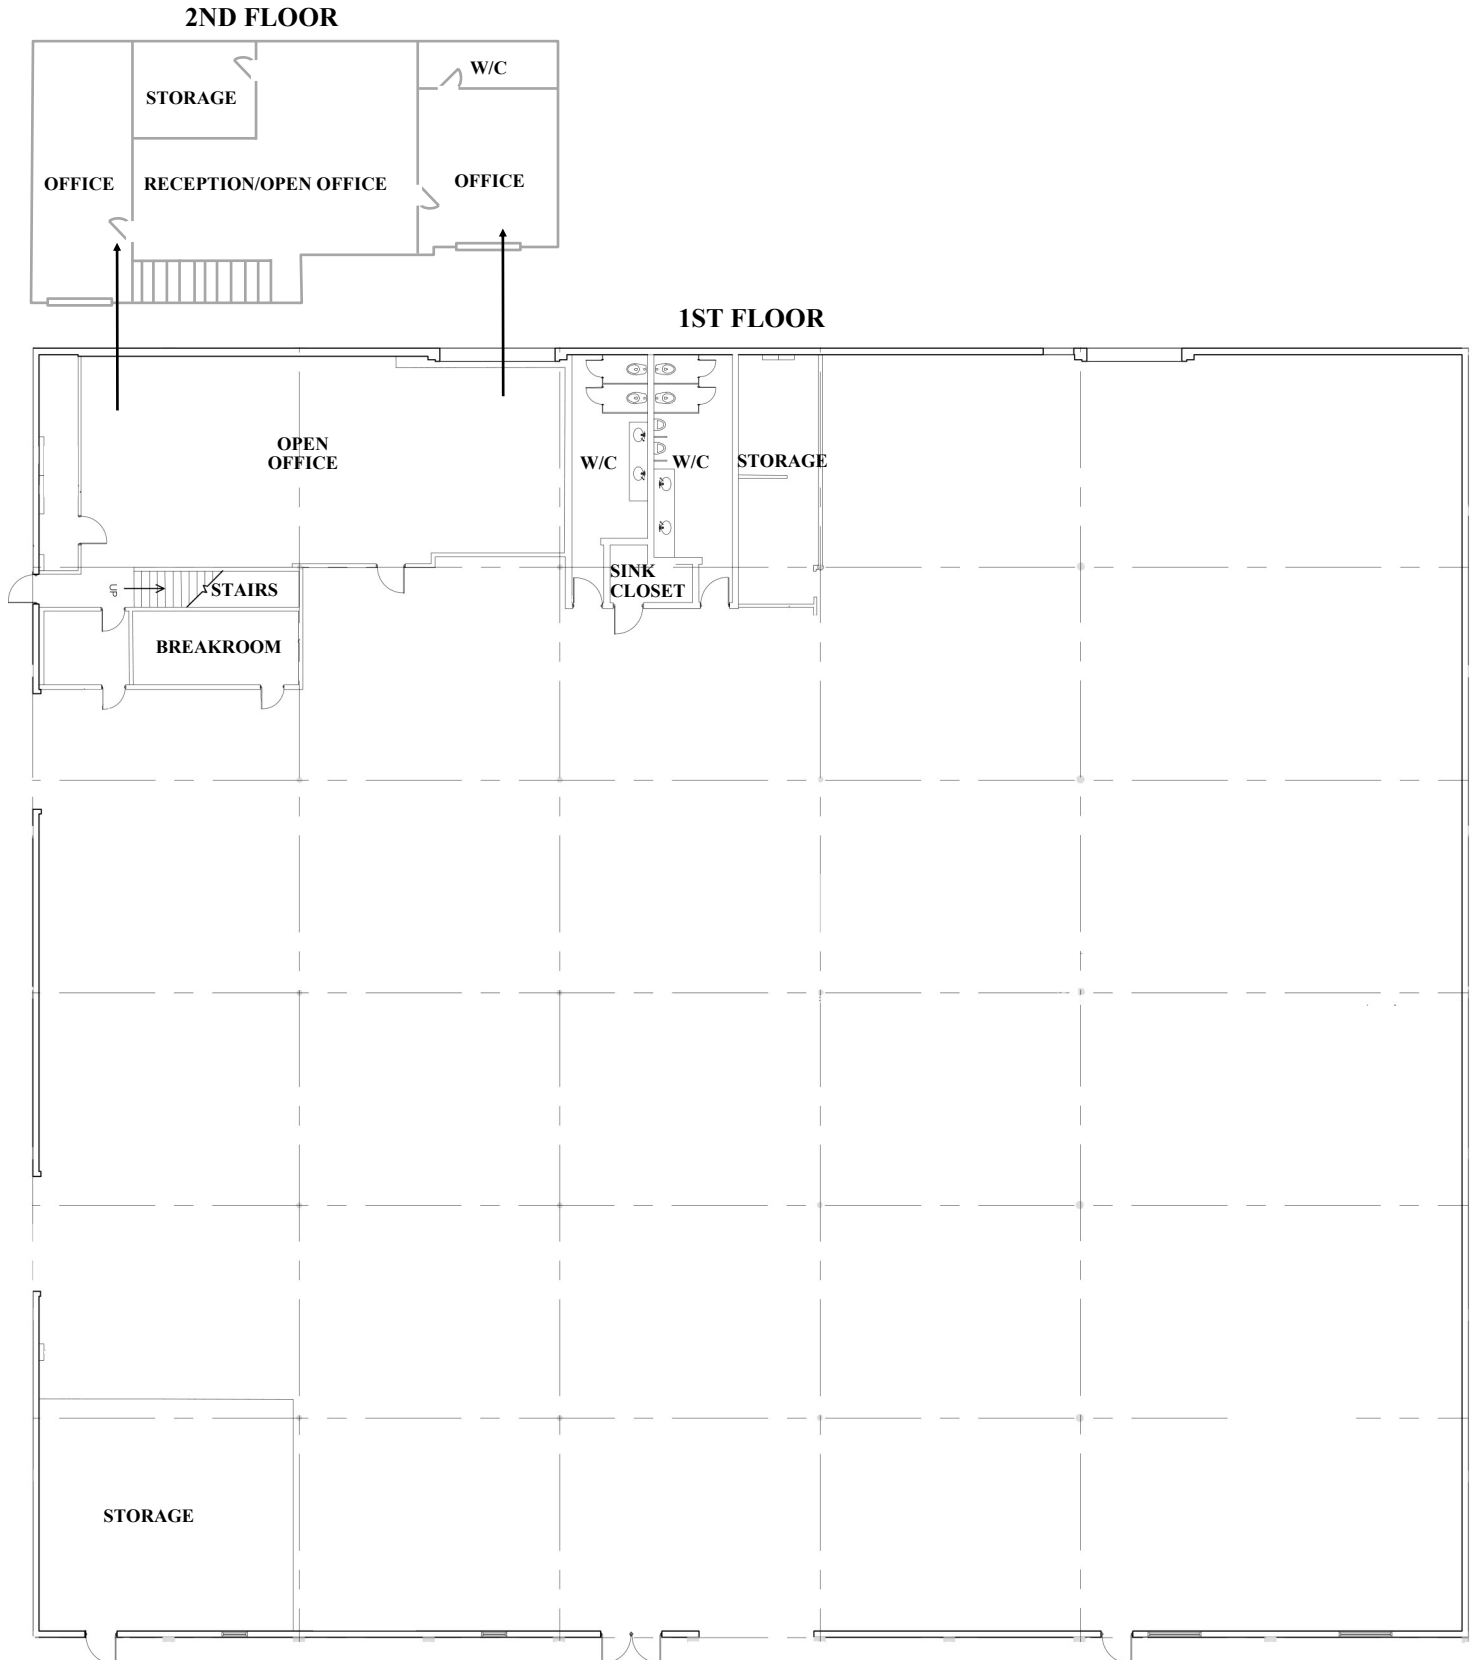 2ND FLOOR
W/C
STORAGE
OFFICE
RECEPTION/OPEN OFFICE
OFFICE
1ST FLOOR
OPEN
OFFICE
W/C
W/C
STORAGE
SINK
CLOSET
UP
STAIRS
BREAKROOM
STORAGE